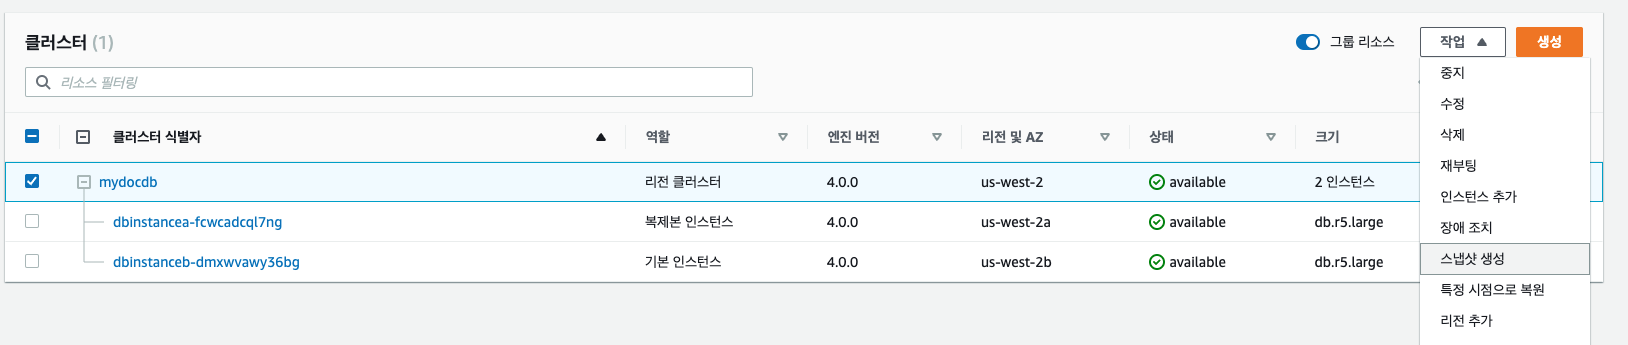 클러스터 (1)
그룹 리소스
작업
생성
리소스 필터링
클러스터 식별자 역할 엔진 버전 리전 및 AZ 상태 크기
mydocdb 리전 클러스터 4.0.0 us-west-2 available 2 인스턴스
dbinstancea-fcwcadcql7ng 복제본 인스턴스 4.0.0 us-west-2a available db.r5.large
dbinstanceb-dmxwvawy36bg 기본 인스턴스 4.0.0 us-west-2b available db.r5.large
중지
수정
삭제
재부팅
인스턴스 추가
장애 조치
스냅샷 생성
특정 시점으로 복원
리전 추가